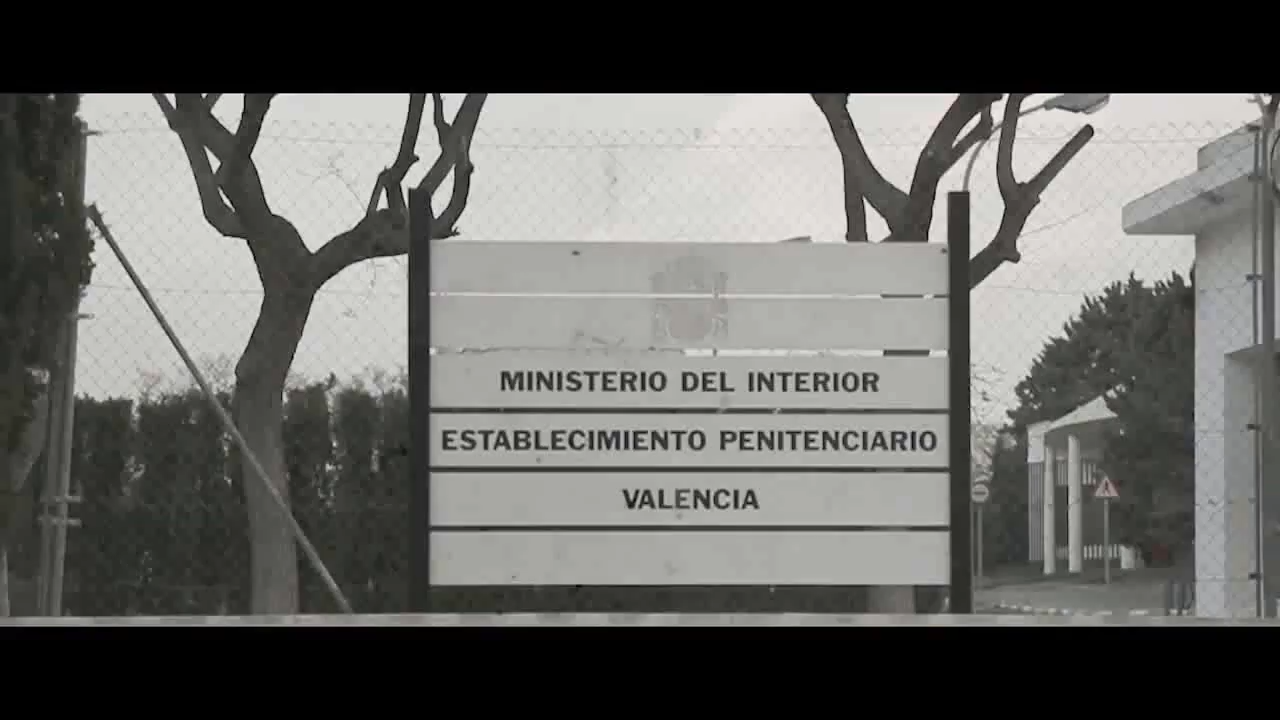 MINISTERIO DEL INTERIOR
ESTABLECIMIENTO PENITENCIARIO
VALENCIA